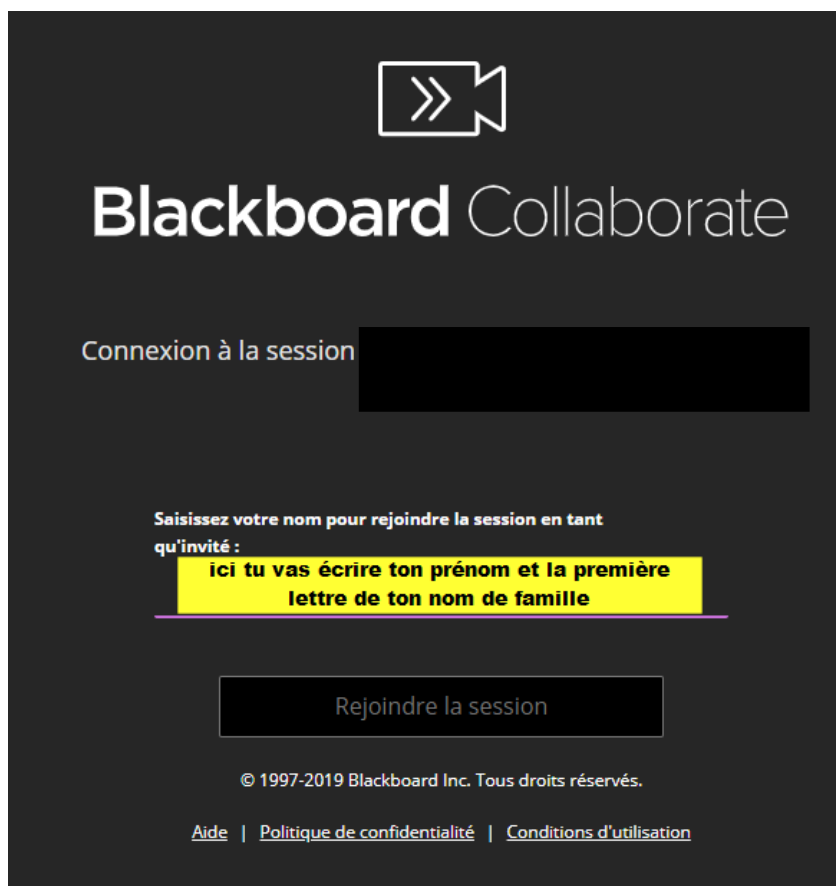 Blackboard Collaborate
Connexion à la session
Saisissez votre nom pour rejoindre la session en tant
qu'invité :
ici tu vas écrire ton prénom et la première
lettre de ton nom de famille
Rejoindre la session
© 1997-2019 Blackboard Inc. Tous droits réservés.
Aide | Politique de confidentialité | Conditions d'utilisation